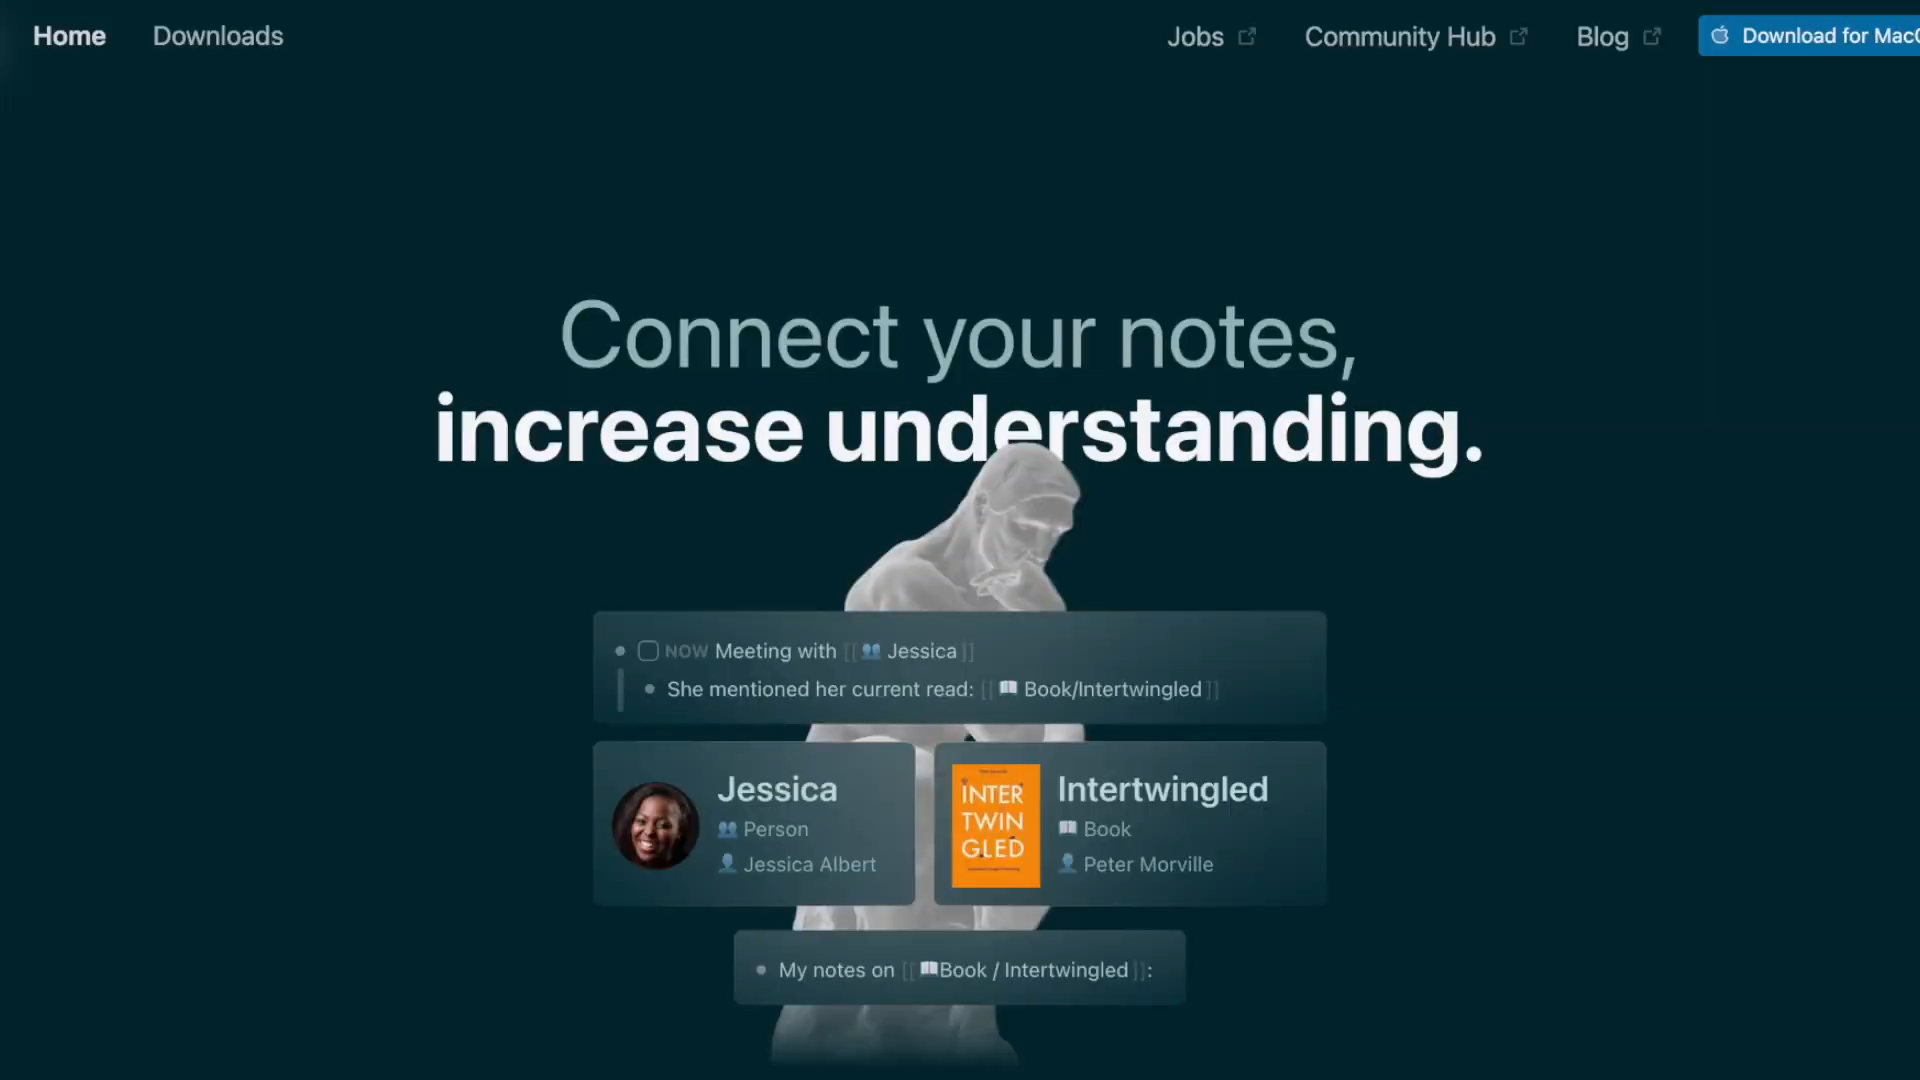 Home Downloads Jobs Community Hub Blog Download for MacO
Connect your notes,
increase understanding.
NOW Meeting with [[👥 Jessica]]
She mentioned her current read: [[📖 Book/Intertwingled]]
Jessica
👥 Person
👤 Jessica Albert
INTER
TWIN
GLED
Intertwingled
📖 Book
👤 Peter Morville
My notes on [[📖Book / Intertwingled]]: